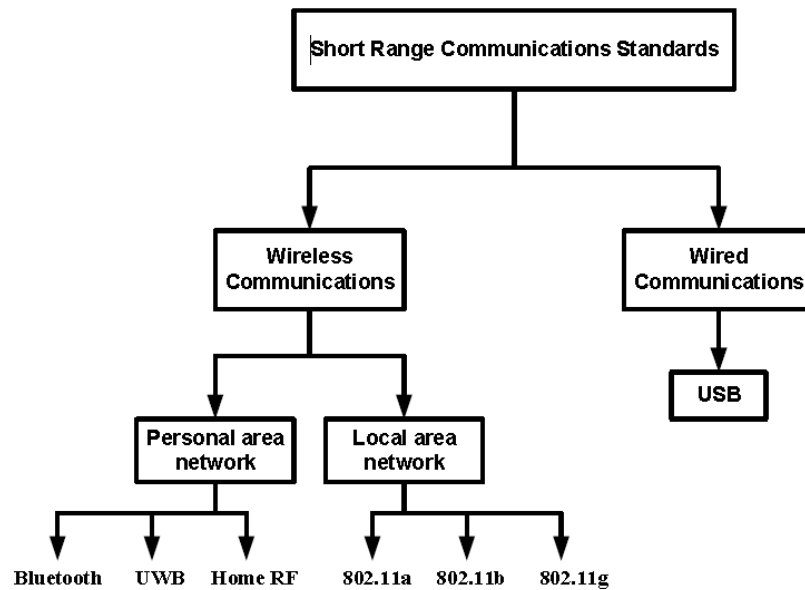 Short Range Communications Standards
Wireless
Communications
Wired
Communications
USB
Personal area
network
Local area
network
Bluetooth
UWB
Home RF
802.11a
802.11b
802.11g